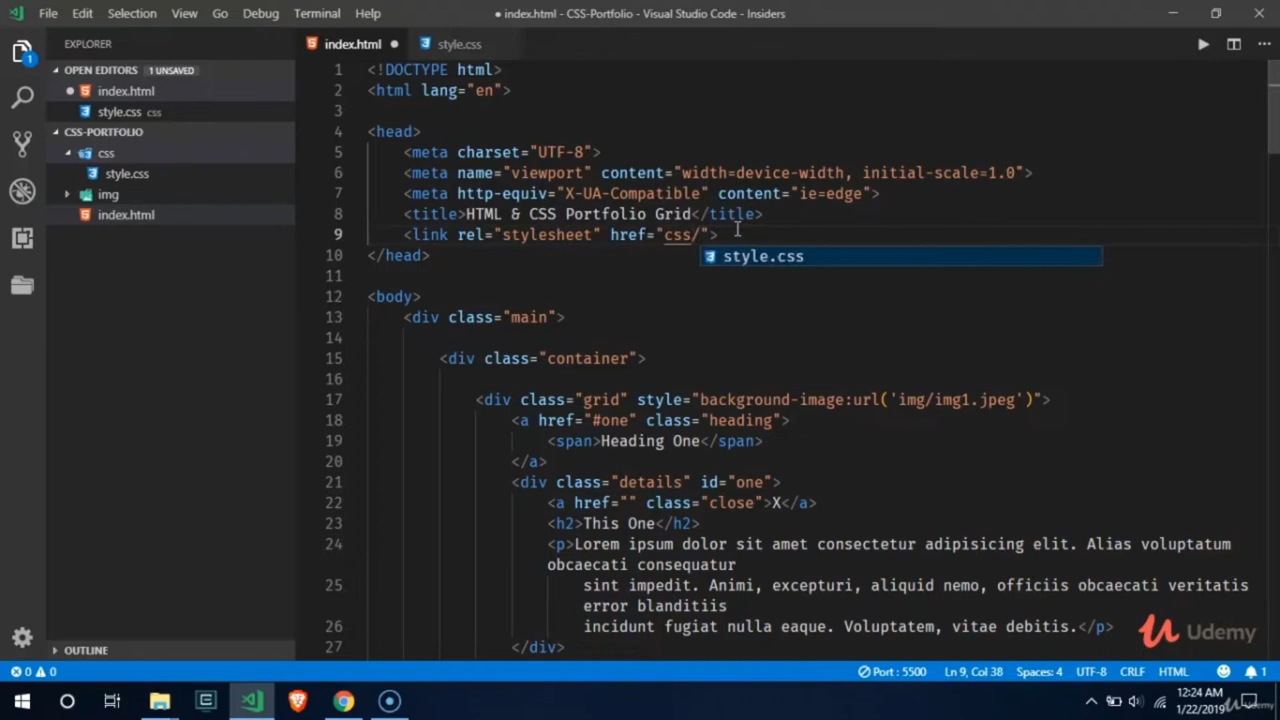 File Edit Selection View Go Debug Terminal Help
● index.html - CSS-Portfolio - Visual Studio Code - Insiders
EXPLORER
index.html ●
style.css
OPEN EDITORS 1 UNSAVED
● index.html
style.css css
CSS-PORTFOLIO
css
style.css
img
index.html
OUTLINE
1 <!DOCTYPE html>
2 <html lang="en">
3
4 <head>
5 <meta charset="UTF-8">
6 <meta name="viewport" content="width=device-width, initial-scale=1.0">
7 <meta http-equiv="X-UA-Compatible" content="ie=edge">
8 <title>HTML & CSS Portfolio Grid</title>
9 <link rel="stylesheet" href="css/">
style.css
10 </head>
11
12 <body>
13 <div class="main">
14
15 <div class="container">
16
17 <div class="grid" style="background-image:url('img/img1.jpeg')">
18 <a href="#one" class="heading">
19 <span>Heading One</span>
20 </a>
21 <div class="details" id="one">
22 <a href="" class="close">X</a>
23 <h2>This One</h2>
24 <p>Lorem ipsum dolor sit amet consectetur adipisicing elit. Alias voluptatum
obcaecati consequatur
25 sint impedit. Animi, excepturi, aliquid nemo, officiis obcaecati veritatis
error blanditiis
26 incidunt fugiat nulla eaque. Voluptatem, vitae debitis.</p>
27 </div>
Udemy
0 0
Port : 5500 Ln 9, Col 38 Spaces: 4 UTF-8 CRLF HTML 1
12:24 AM
1/22/2019
Udemy